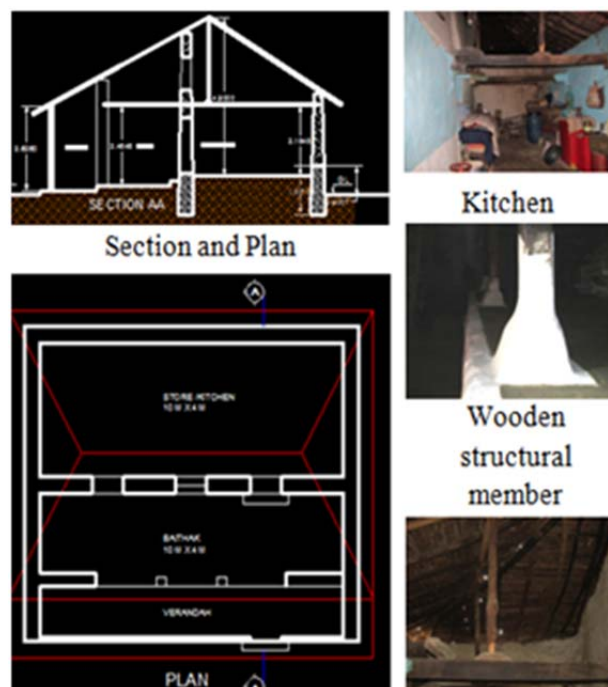 SECTION AA
Section and Plan
A
STORE/KITCHEN
10 M X 4 M
BAITHAK
10 M X 4 M
VERANDAH
PLAN
A
Kitchen
Wooden
structural
member